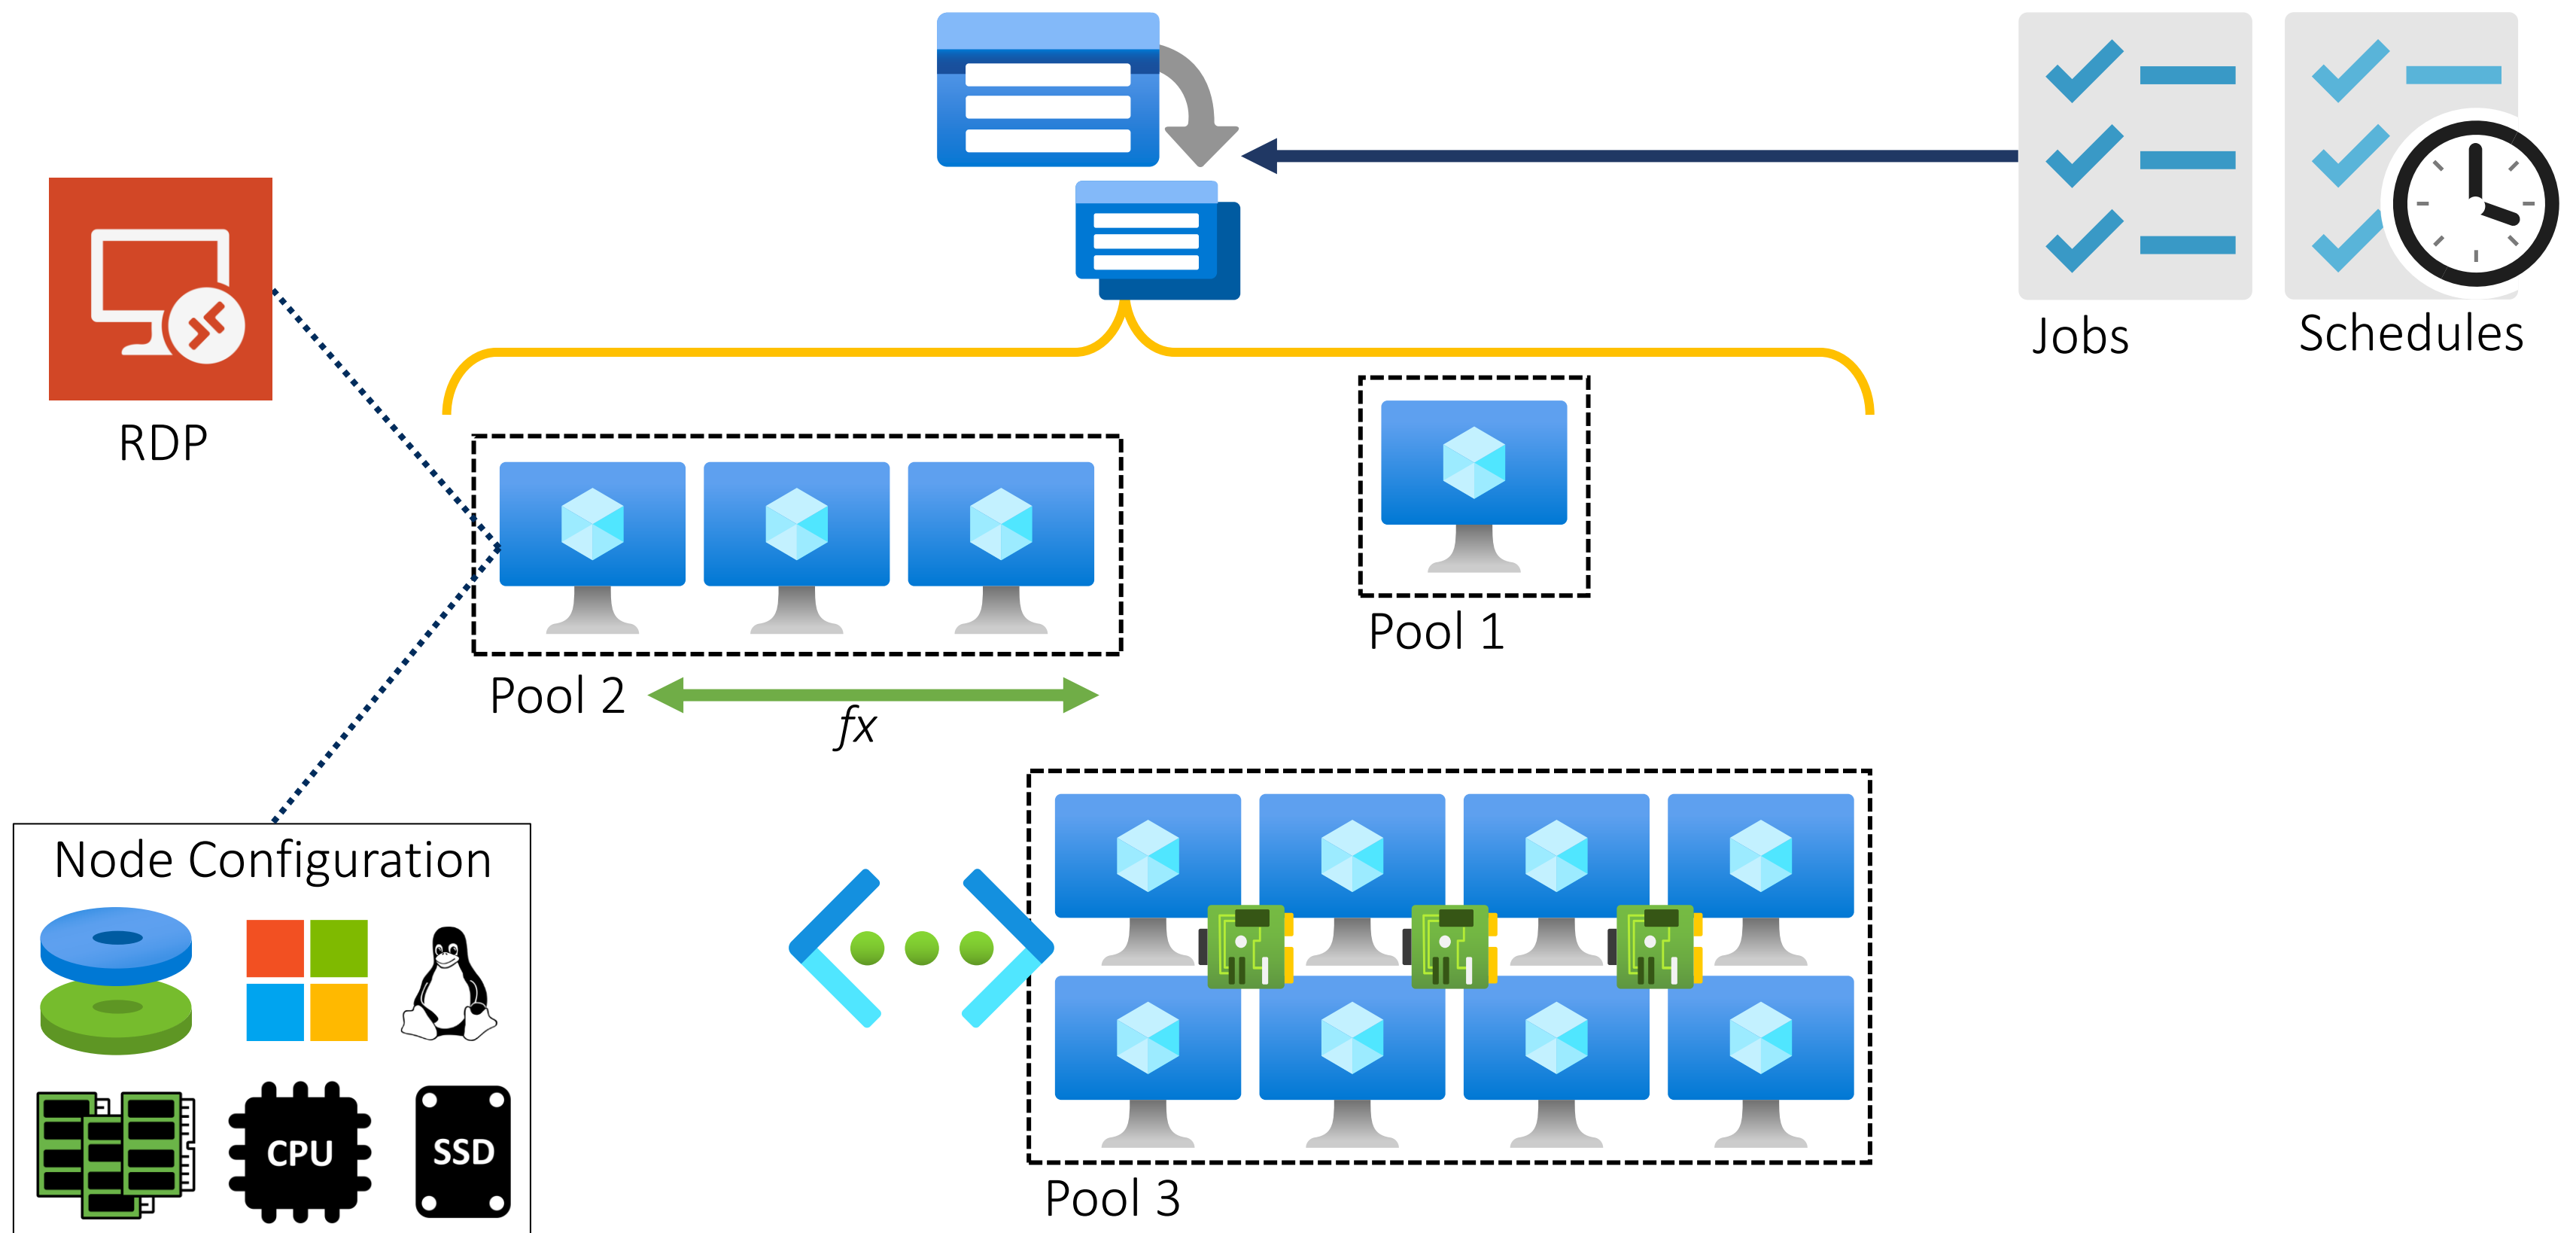 Jobs
Schedules
RDP
Pool 1
Pool 2
fx
Node Configuration
CPU
SSD
Pool 3